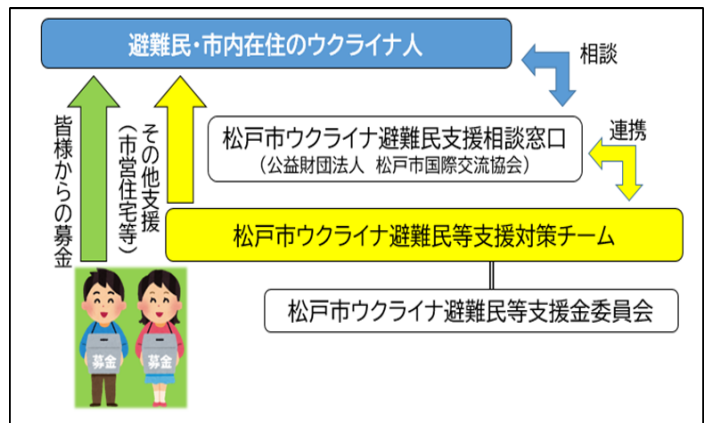 避難民・市内在住のウクライナ人
相談
松戸市ウクライナ避難民支援相談窓口
（公益財団法人 松戸市国際交流協会）
連携
その他支援
（市営住宅等）
皆様からの募金
松戸市ウクライナ避難民等支援対策チーム
松戸市ウクライナ避難民等支援金委員会
募金
募金